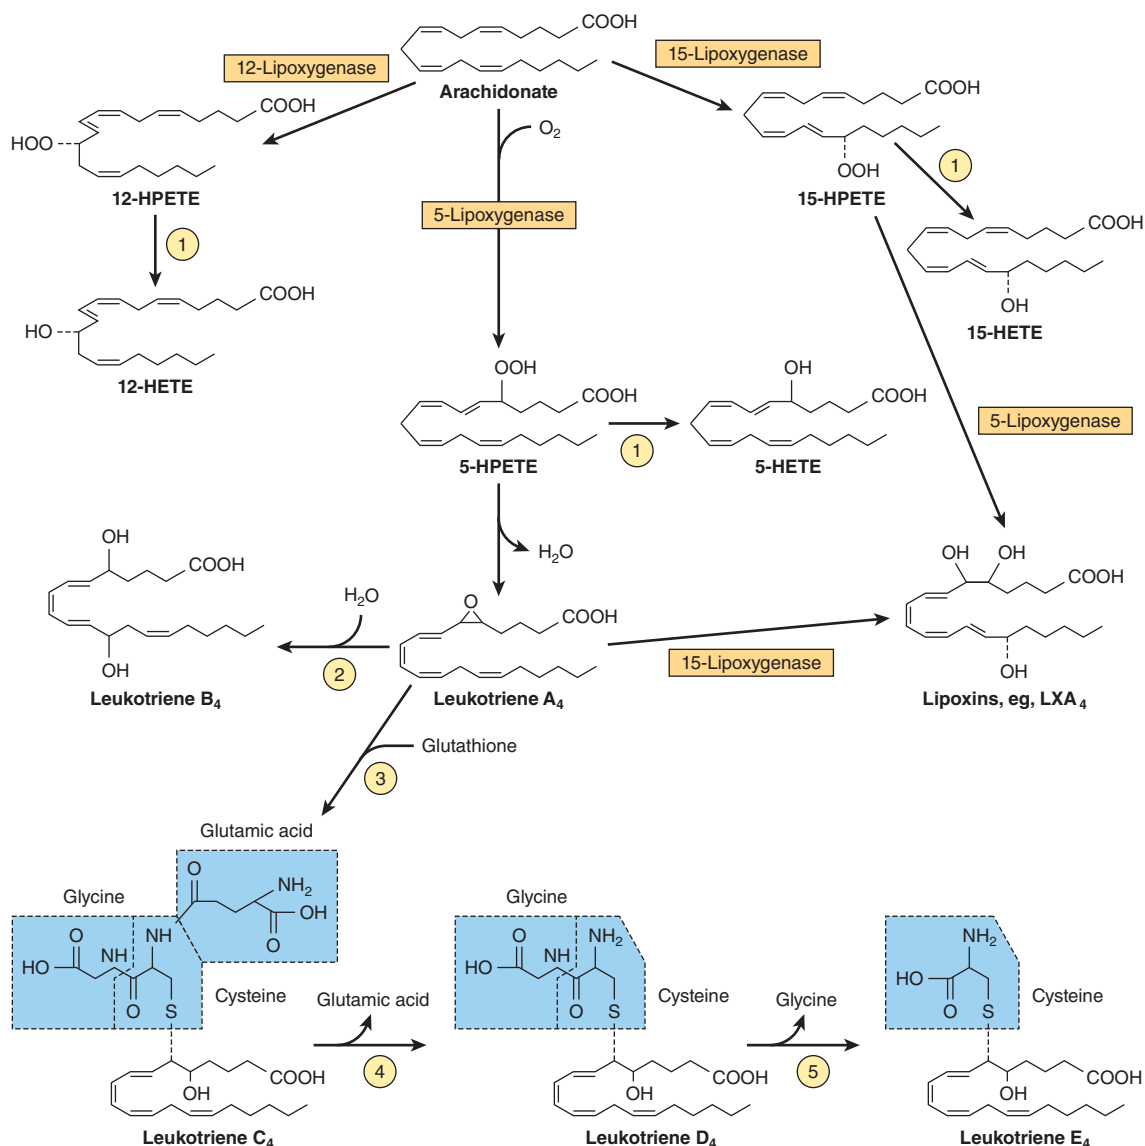 COOH
12-Lipoxygenase
15-Lipoxygenase
Arachidonate
COOH
COOH
O₂
HOO
OOH
12-HPETE
15-HPETE
1
1
5-Lipoxygenase
COOH
COOH
HO
OH
12-HETE
15-HETE
OOH
OH
COOH
COOH
5-Lipoxygenase
5-HPETE
1
5-HETE
OH
COOH
H₂O
OH
OH
COOH
H₂O
O
COOH
OH
2
15-Lipoxygenase
OH
Leukotriene B₄
Leukotriene A₄
Lipoxins, eg, LXA₄
Glutathione
3
Glutamic acid
O
NH₂
OH
O
Glycine
Glycine
O
NH
NH
HO
O
S
Cysteine
O
NH₂
NH
HO
O
S
Cysteine
NH₂
HO
O
S
Cysteine
Glutamic acid
Glycine
4
5
COOH
OH
COOH
OH
COOH
OH
Leukotriene C₄
Leukotriene D₄
Leukotriene E₄